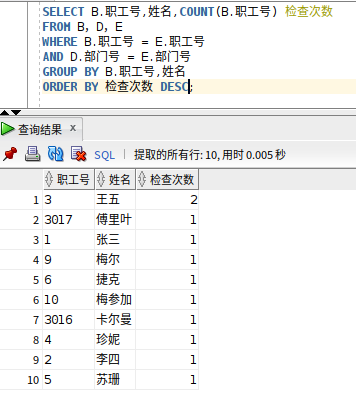 SELECT B.职工号,姓名,COUNT(B.职工号) 检查次数
FROM B，D，E
WHERE B.职工号 = E.职工号
AND D.部门号 = E.部门号
GROUP BY B.职工号,姓名
ORDER BY 检查次数 DESC;
查询结果 x
SQL | 提取的所有行: 10, 用时 0.005 秒
职工号 姓名 检查次数
1 3 王五 2
2 3017 傅里叶 1
3 1 张三 1
4 9 梅尔 1
5 6 捷克 1
6 10 梅参加 1
7 3016 卡尔曼 1
8 4 珍妮 1
9 2 李四 1
10 5 苏珊 1